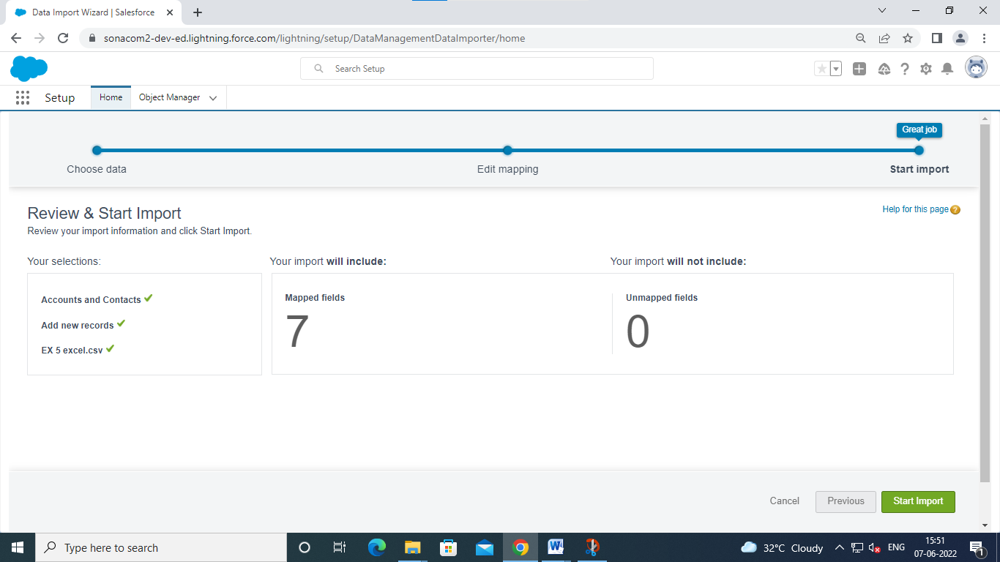 Data Import Wizard | Salesforce
sonacom2-dev-ed.lightning.force.com/lightning/setup/DataManagementDataImporter/home
Search Setup
Setup Home Object Manager
Great job
Choose data Edit mapping Start import
Review & Start Import
Help for this page
Review your import information and click Start Import.
Your selections: Your import will include: Your import will not include:
Accounts and Contacts
Add new records
EX 5 excel.csv
Mapped fields
7
Unmapped fields
0
Cancel Previous Start Import
Type here to search
32°C Cloudy
ENG
15:51
07-06-2022
1